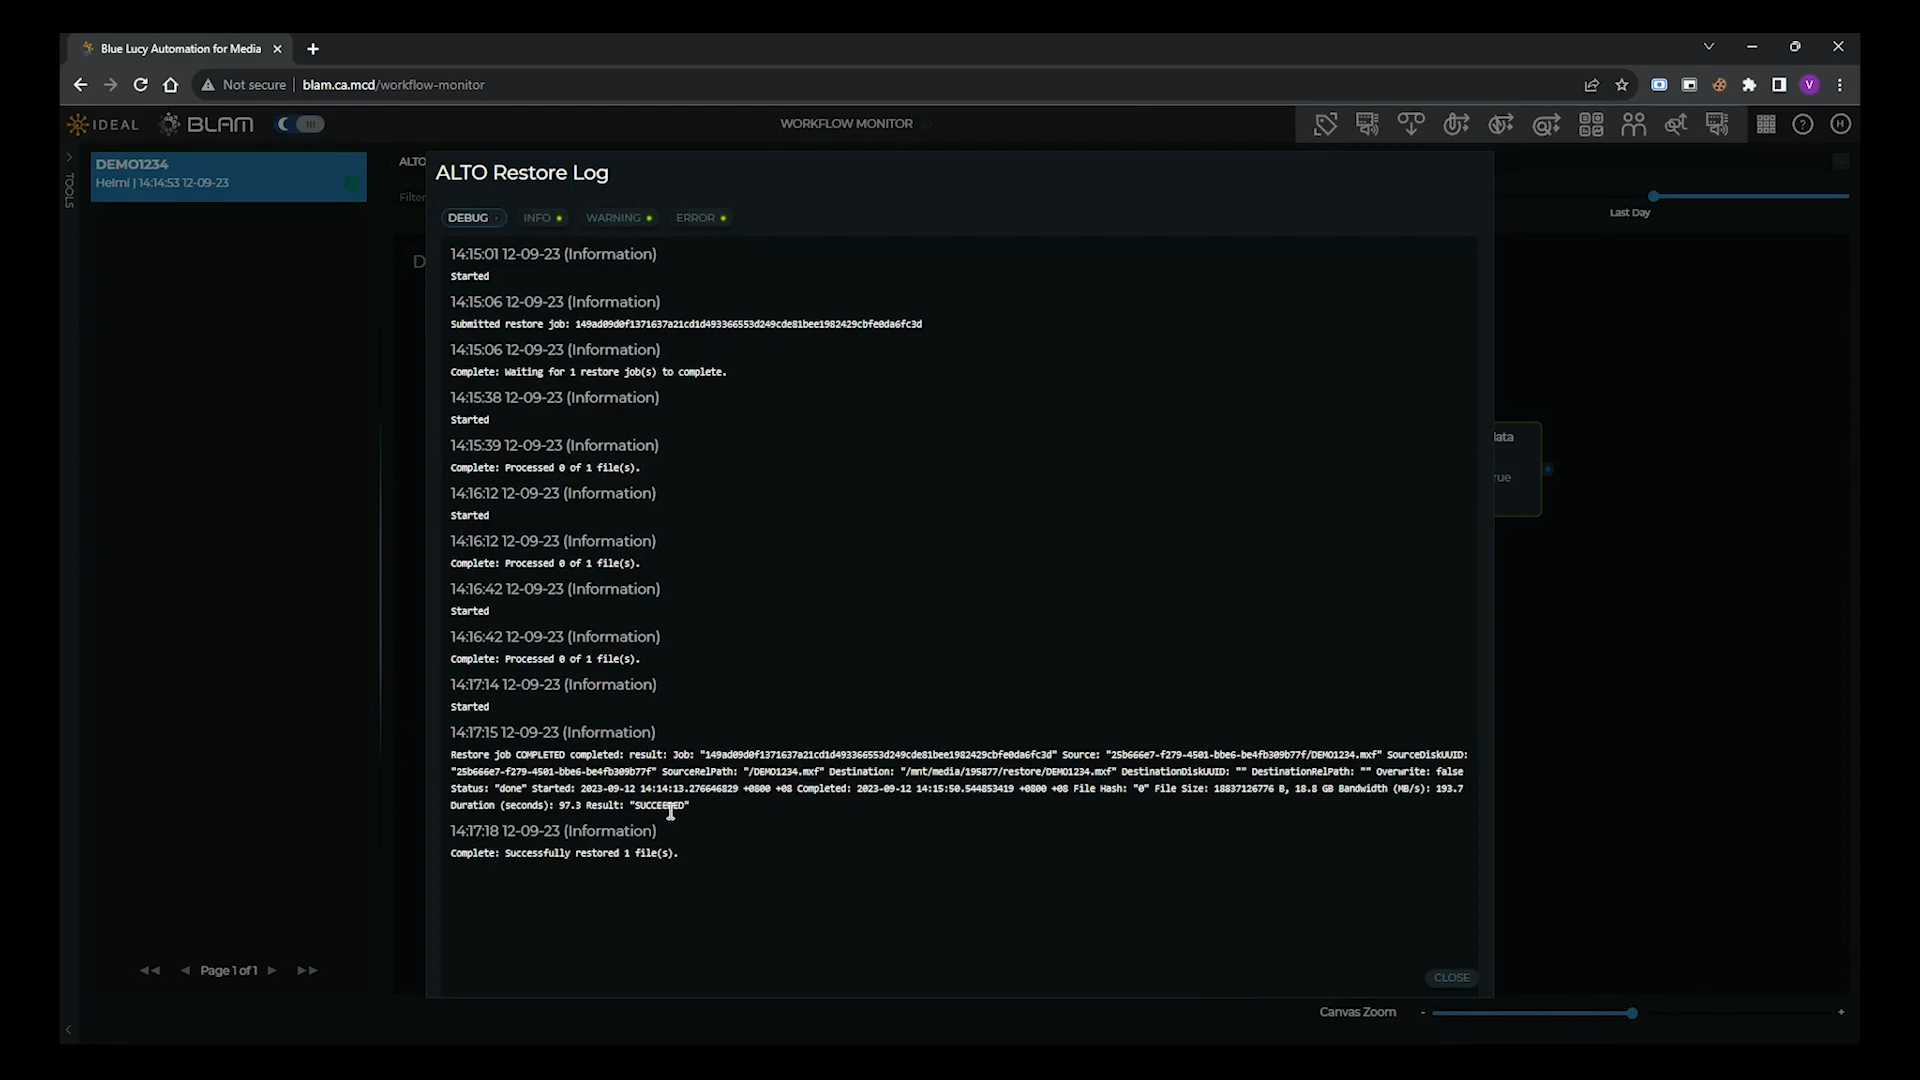 Blue Lucy Automation for Media
Not secure
blam.ca.mcd/workflow-monitor
V
IDEAL
BLAM
WORKFLOW MONITOR
H
TOOLS
DEMO1234
Helmi | 14:14:53 12-09-23
ALTO
Filter
Last Day
D
ALTO Restore Log
DEBUG
INFO
WARNING
ERROR
14:15:01 12-09-23 (Information)
Started
14:15:06 12-09-23 (Information)
Submitted restore job: 149ad09d0f1371637a21cd1d493366553d249cde81bee1982429cbfe0da6fc3d
14:15:06 12-09-23 (Information)
Complete: Waiting for 1 restore job(s) to complete.
14:15:38 12-09-23 (Information)
Started
14:15:39 12-09-23 (Information)
Complete: Processed 0 of 1 file(s).
14:16:12 12-09-23 (Information)
Started
14:16:12 12-09-23 (Information)
Complete: Processed 0 of 1 file(s).
14:16:42 12-09-23 (Information)
Started
14:16:42 12-09-23 (Information)
Complete: Processed 0 of 1 file(s).
14:17:14 12-09-23 (Information)
Started
14:17:15 12-09-23 (Information)
Restore job COMPLETED completed: result: Job: "149ad09d0f1371637a21cd1d493366553d249cde81bee1982429cbfe0da6fc3d" Source: "25b666e7-f279-4501-bbe6-be4fb309b77f/DEMO1234.mxf" SourceDiskUUID:
"25b666e7-f279-4501-bbe6-be4fb309b77f" SourceRelPath: "/DEMO1234.mxf" Destination: "/mnt/media/195877/restore/DEMO1234.mxf" DestinationDiskUUID: "" DestinationRelPath: "" Overwrite: false
Status: "done" Started: 2023-09-12 14:14:13.276646829 +0800 +08 Completed: 2023-09-12 14:15:50.544853419 +0800 +08 File Hash: "0" File Size: 18837126776 B, 18.8 GB Bandwidth (MB/s): 193.7
Duration (seconds): 97.3 Result: "SUCCEEDED"
14:17:18 12-09-23 (Information)
Complete: Successfully restored 1 file(s).
CLOSE
data
rue
Page 1 of 1
Canvas Zoom - +